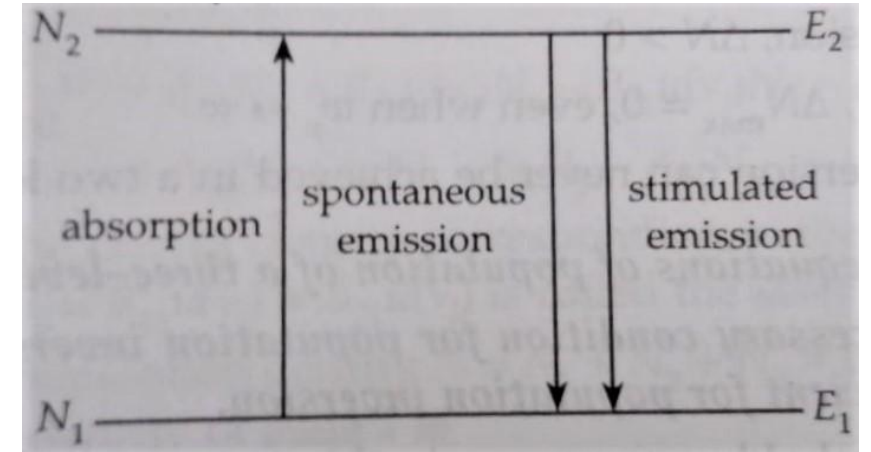 N₂ E₂
absorption
spontaneous
emission
stimulated
emission
N₁ E₁